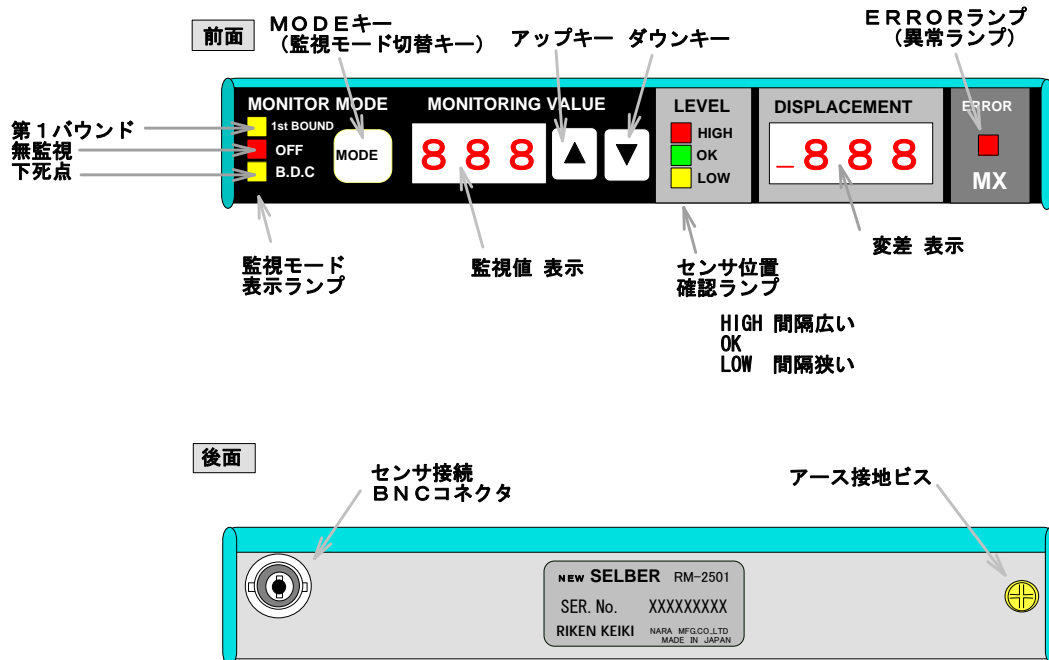 前面
MODEキー
(監視モード切替キー)
アップキー
ダウンキー
ERRORランプ
(異常ランプ)
第1バウンド
無監視
下死点
MONITOR MODE
1st BOUND
OFF
B.D.C
MODE
MONITORING VALUE
888
▲
▼
LEVEL
HIGH
OK
LOW
DISPLACEMENT
_888
ERROR
MX
監視モード
表示ランプ
監視値 表示
センサ位置
確認ランプ
変差 表示
HIGH 間隔広い
OK
LOW 間隔狭い
後面
センサ接続
BNCコネクタ
アース接地ビス
NEW SELBER RM-2501
SER. No. XXXXXXXXX
RIKEN KEIKI NARA MFG.CO.,LTD
MADE IN JAPAN